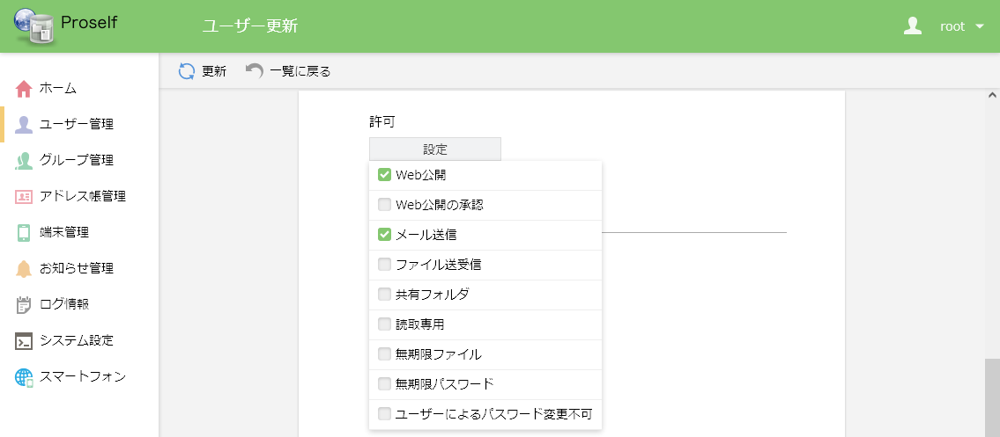 Proself
ユーザー更新
root
更新
一覧に戻る
ホーム
ユーザー管理
グループ管理
アドレス帳管理
端末管理
お知らせ管理
ログ情報
システム設定
スマートフォン
許可
設定
Web公開
Web公開の承認
メール送信
ファイル送受信
共有フォルダ
読取専用
無期限ファイル
無期限パスワード
ユーザーによるパスワード変更不可